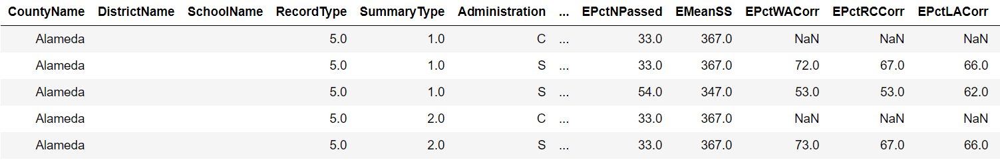 CountyName DistrictName SchoolName RecordType SummaryType Administration ... EPctNPassed EMeanSS EPctWACorr EPctRCCorr EPctLACorr
Alameda 5.0 1.0 C ... 33.0 367.0 NaN NaN NaN
Alameda 5.0 1.0 S ... 33.0 367.0 72.0 67.0 66.0
Alameda 5.0 1.0 S ... 54.0 347.0 53.0 53.0 62.0
Alameda 5.0 2.0 C ... 33.0 367.0 NaN NaN NaN
Alameda 5.0 2.0 S ... 33.0 367.0 73.0 67.0 66.0